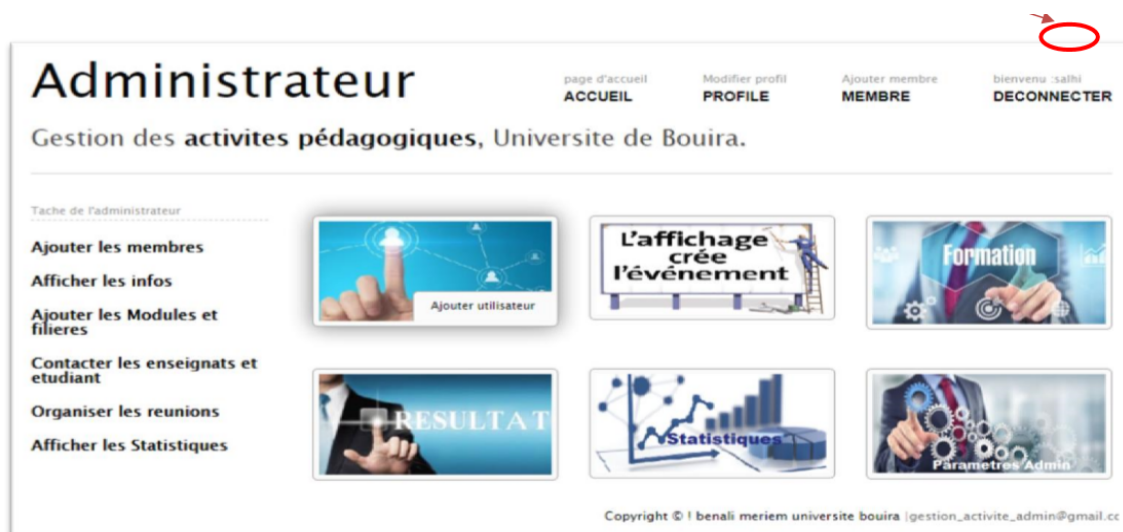 Administrateur
page d'accueil
ACCUEIL
Modifier profil
PROFILE
Ajouter membre
MEMBRE
bienvenu :salhi
DECONNECTER
Gestion des activites pédagogiques, Universite de Bouira.
Tache de l'administrateur
Ajouter les membres
Afficher les infos
Ajouter les Modules et
filieres
Contacter les enseignats et
etudiant
Organiser les reunions
Afficher les Statistiques
Ajouter utilisateur
L'affichage
crée
l'événement
Formation
RESULTAT
Statistiques
Parametres Admin
Copyright © ! benali meriem universite bouira |gestion_activite_admin@gmail.cc